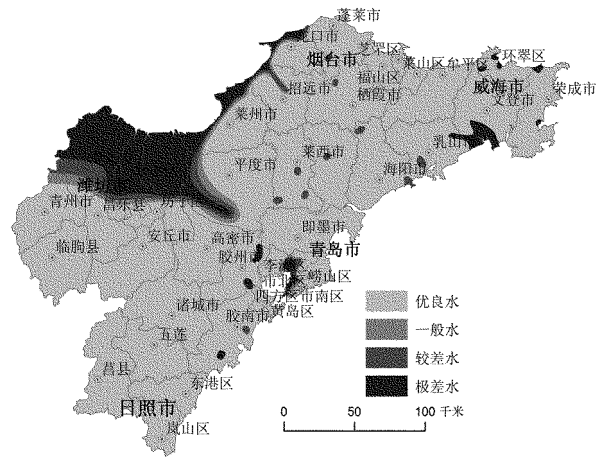 蓬莱市
龙口市
芝罘区
环翠区
烟台市
莱山区
牟平区
福山区
威海市
荣成市
招远市
栖霞市
文登市
莱州市
乳山
莱西市
平度市
海阳市
潍坊市
青州市
昌乐县
房子区
即墨市
临朐县
安丘市
高密市
青岛市
胶州市
李
崂山区
市北区
四方区
市南区
诸城市
胶南市
黄岛区
五莲
莒县
东港区
日照市
岚山区
优良水
一般水
较差水
极差水
0 50 100 千米